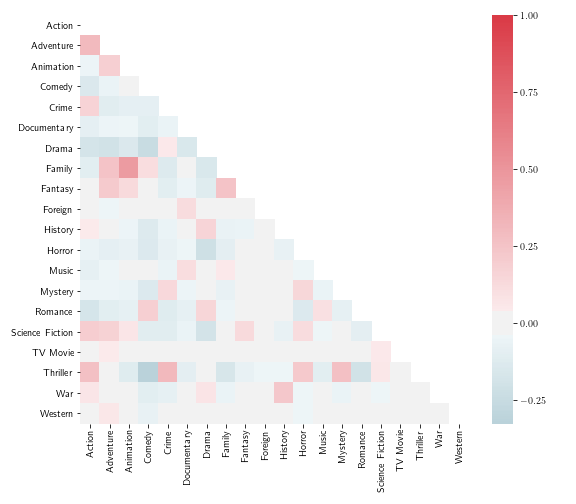 Action
Adventure
Animation
Comedy
Crime
Documentary
Drama
Family
Fantasy
Foreign
History
Horror
Music
Mystery
Romance
Science Fiction
TV Movie
Thriller
War
Western
Action
Adventure
Animation
Comedy
Crime
Documentary
Drama
Family
Fantasy
Foreign
History
Horror
Music
Mystery
Romance
Science Fiction
TV Movie
Thriller
War
Western
1.00
0.75
0.50
0.25
0.00
−0.25